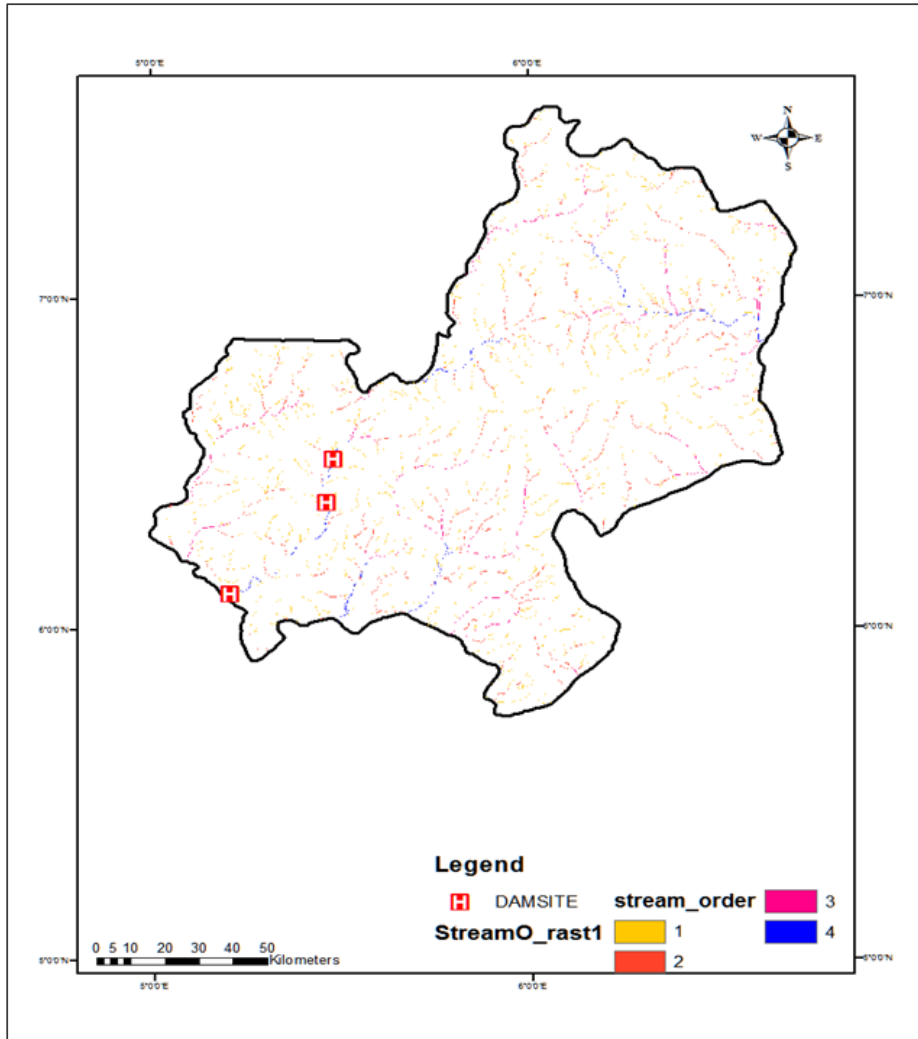 5°0'0"E 6°0'0"E
N
W E
S
7°0'0"N 7°0'0"N
6°0'0"N 6°0'0"N
H
H
H
Legend
H DAMSITE stream_order 3
StreamO_rast1 1 4
2
0 5 10 20 30 40 50
Kilometers
5°0'0"N 5°0'0"N
5°0'0"E 6°0'0"E